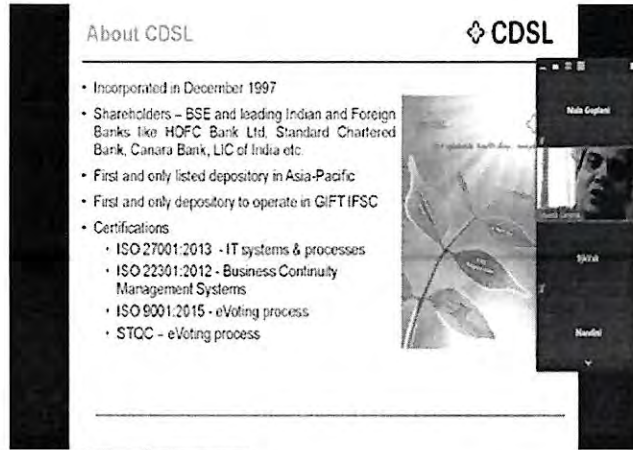 About CDSL
CDSL
• Incorporated in December 1997
• Shareholders – BSE and leading Indian and Foreign
Banks like HDFC Bank Ltd, Standard Chartered
Bank, Canara Bank, LIC of India etc.
• First and only listed depository in Asia-Pacific
• First and only depository to operate in GIFT IFSC
• Certifications
• ISO 27001:2013 - IT systems & processes
• ISO 22301:2012 - Business Continuity
Management Systems
• ISO 9001:2015 - eVoting process
• STQC – eVoting process
Nandini